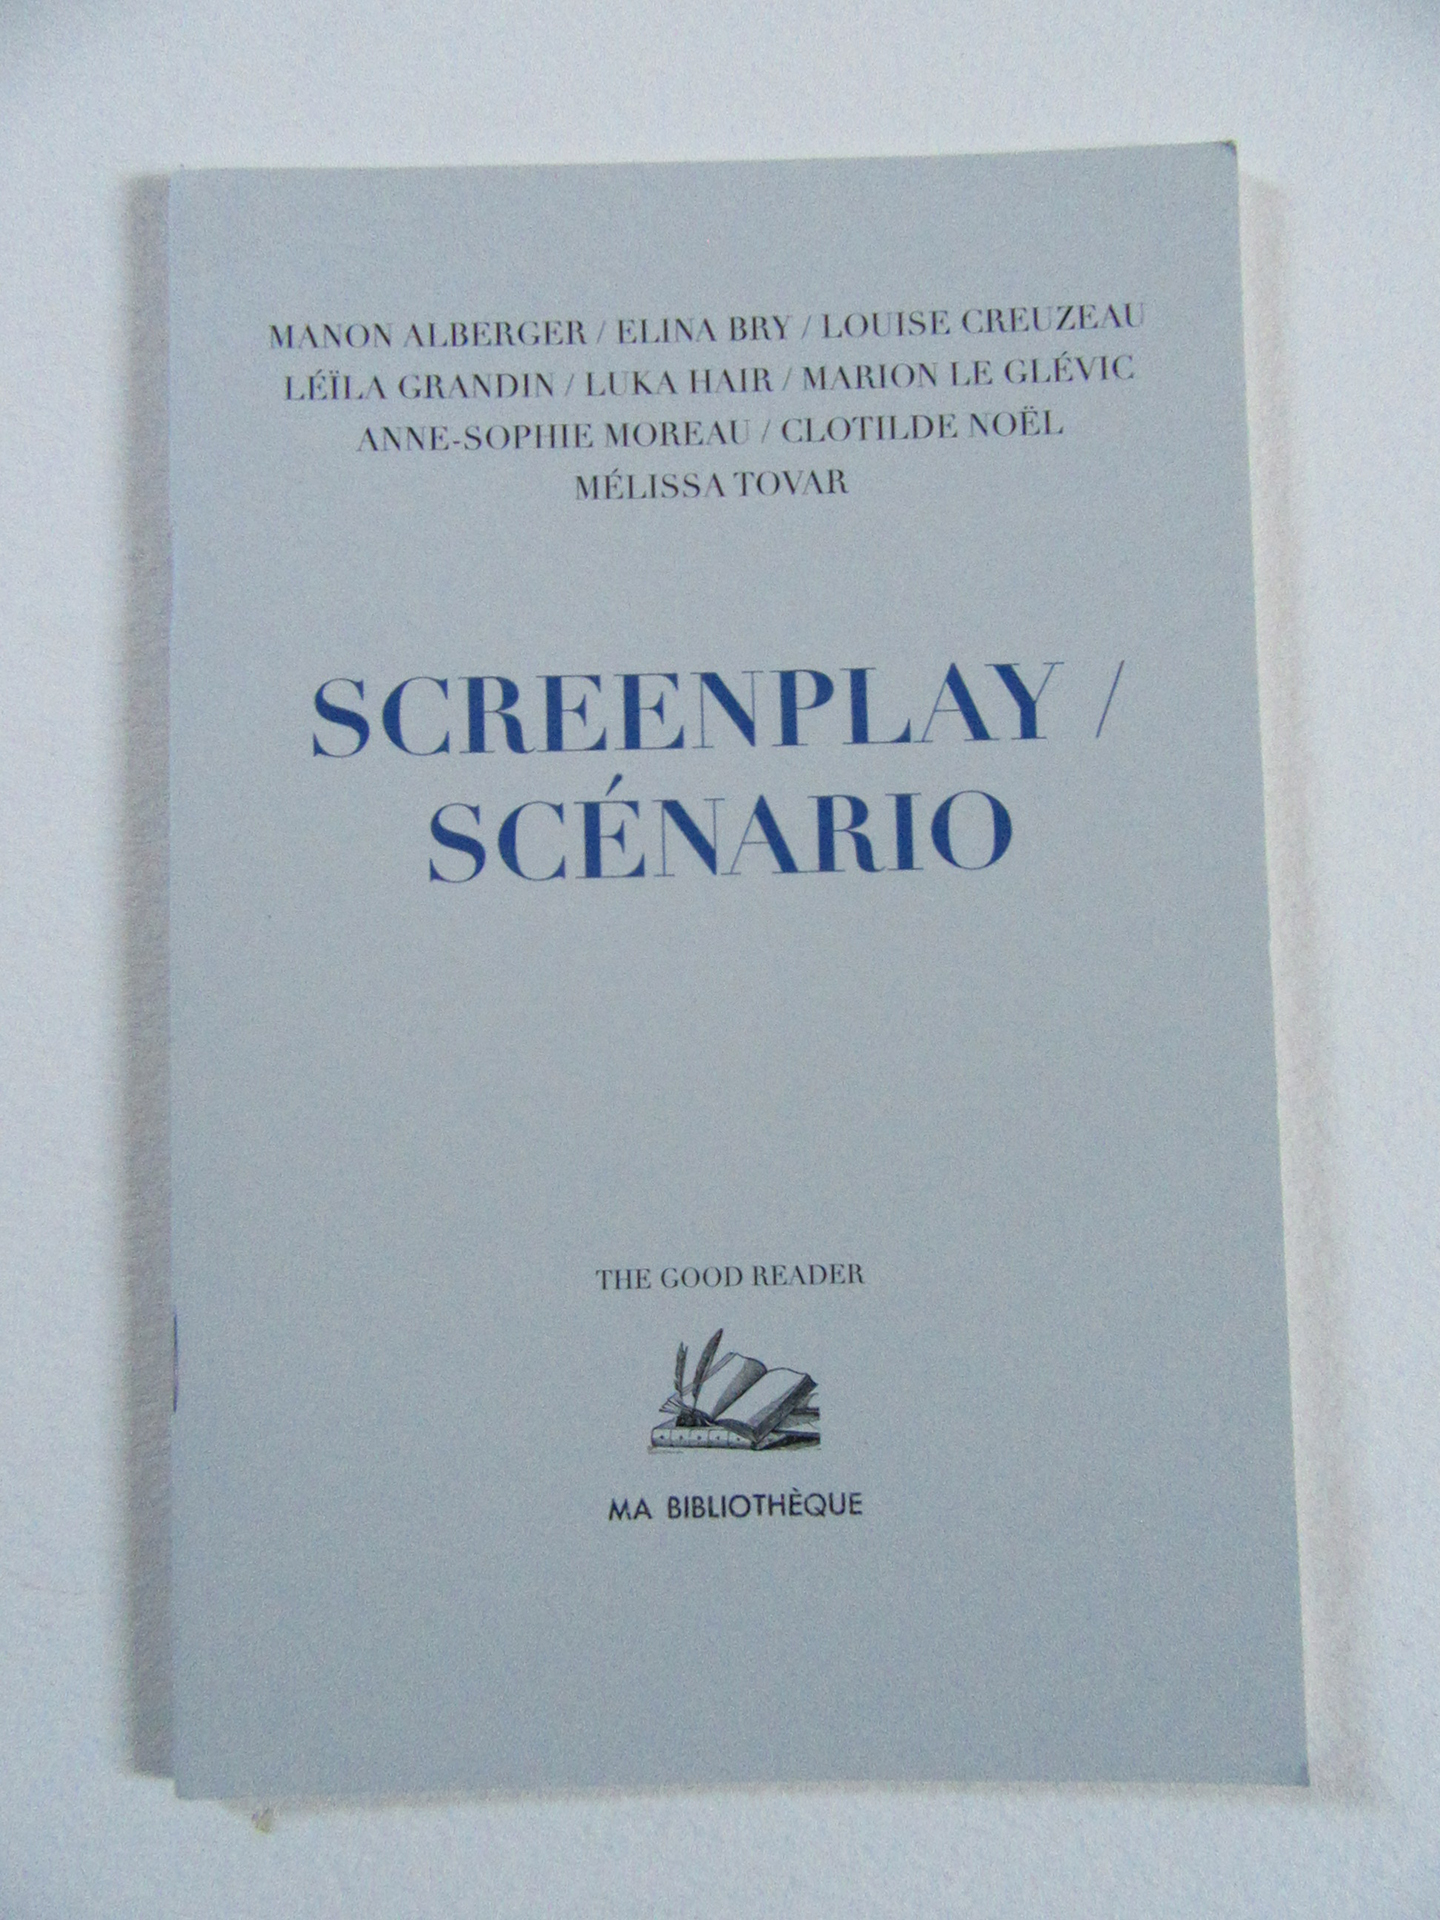 MANON ALBERGER / ELINA BRY / LOUISE CREUZEAU
LÉÏLA GRANDIN / LUKA HAIR / MARION LE GLÉVIC
ANNE-SOPHIE MOREAU / CLOTILDE NOËL
MÉLISSA TOVAR
SCREENPLAY /
SCÉNARIO
THE GOOD READER
MA BIBLIOTHÈQUE